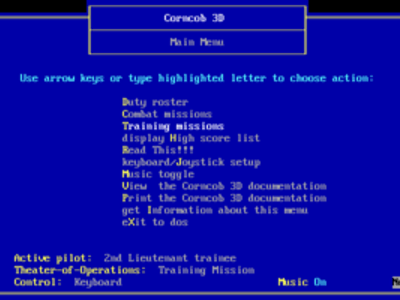 Corncob 3D
Main Menu
Use arrow keys or type highlighted letter to choose action:
Duty roster
Combat missions
Training missions
display High score list
Read This!!!
keyboard/Joystick setup
Music toggle
View the Corncob 3D documentation
Print the Corncob 3D documentation
get Information about this menu
eXit to dos
Active pilot: 2nd Lieutenant trainee
Theater-of-Operations: Training Mission
Control: Keyboard
Music On